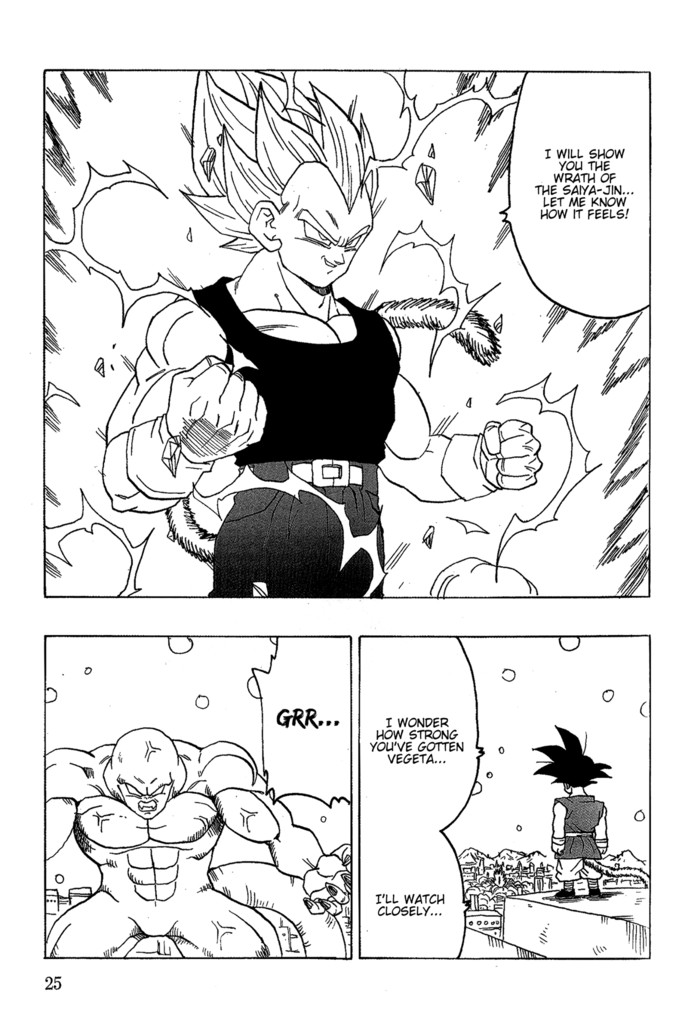 I WILL SHOW
YOU THE
WRATH OF
THE SAIYA-JIN...
LET ME KNOW
HOW IT FEELS!
GRR...
I WONDER
HOW STRONG
YOU'VE GOTTEN
VEGETA...
I'LL WATCH
CLOSELY...
25